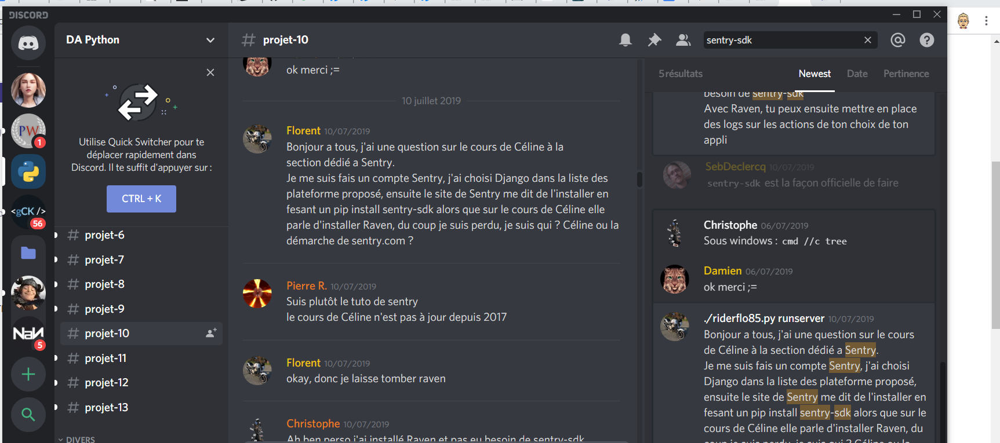 DISCORD
DA Python
Utilise Quick Switcher pour te
déplacer rapidement dans
Discord. Il te suffit d'appuyer sur :
CTRL + K
PW
1
<gCK />
56
NaN
5
# projet-6
# projet-7
# projet-8
# projet-9
# projet-10
# projet-11
# projet-12
# projet-13
DIVERS
# projet-10
ok merci ;=
10 juillet 2019
Florent 10/07/2019
Bonjour a tous, j'ai une question sur le cours de Céline à la
section dédié a Sentry.
Je me suis fais un compte Sentry, j'ai choisi Django dans la liste des
plateforme proposé, ensuite le site de Sentry me dit de l'installer en
fesant un pip install sentry-sdk alors que sur le cours de Céline elle
parle d'installer Raven, du coup je suis perdu, je suis qui ? Céline ou la
démarche de sentry.com ?
Pierre R. 10/07/2019
Suis plutôt le tuto de sentry
le cours de Céline n'est pas à jour depuis 2017
Florent 10/07/2019
okay, donc je laisse tomber raven
Christophe 10/07/2019
Ah ben perso j'ai installé Raven et pas eu besoin de sentry-sdk
sentry-sdk
5 résultats
Newest Date Pertinence
besoin de sentry-sdk
Avec Raven, tu peux ensuite mettre en place
des logs sur les actions de ton choix de ton
appli
SebDeclercq 10/07/2019
sentry-sdk est la façon officielle de faire
Christophe 06/07/2019
Sous windows : cmd //c tree
Damien 06/07/2019
ok merci ;=
./riderflo85.py runserver 10/07/2019
Bonjour a tous, j'ai une question sur le cours
de Céline à la section dédié a Sentry.
Je me suis fais un compte Sentry, j'ai choisi
Django dans la liste des plateforme proposé,
ensuite le site de Sentry me dit de l'installer en
fesant un pip install sentry-sdk alors que sur le
cours de Céline elle parle d'installer Raven, du
coup je suis perdu, je suis qui ? Céline ou la